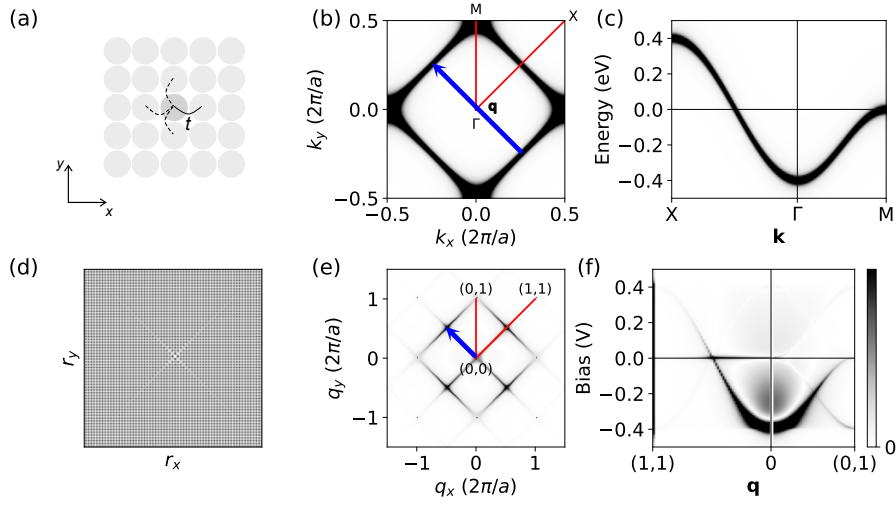 (a)
t
y
x
(b)
M
X
0.5
0.0
−0.5
k_y (2π/a)
q
Γ
−0.5 0.0 0.5
k_x (2π/a)
(c)
0.4
0.2
0.0
−0.2
−0.4
Energy (eV)
X Γ M
k
(d)
r_y
r_x
(e)
(0,1) (1,1)
(0,0)
1
0
−1
q_y (2π/a)
−1 0 1
q_x (2π/a)
(f)
0.4
0.2
0.0
−0.2
−0.4
Bias (V)
(1,1) 0 (0,1)
q
0